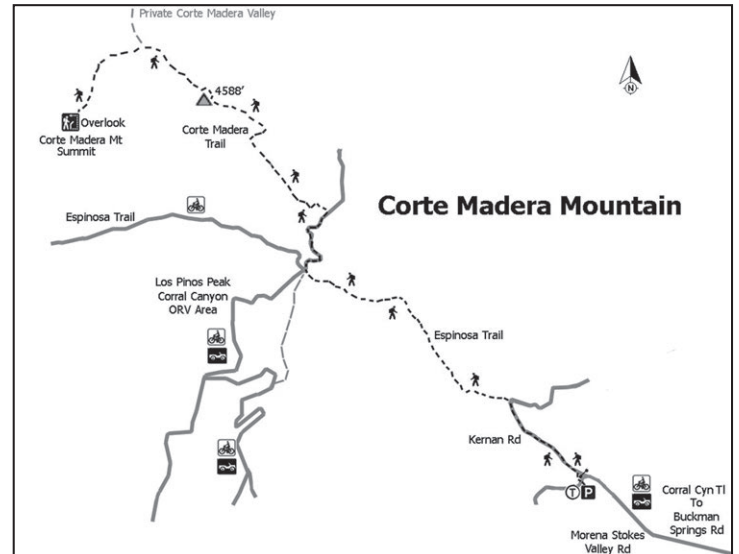 Private Corte Madera Valley
4588'
Overlook
Corte Madera Mt
Summit
Corte Madera
Trail
N
Corte Madera Mountain
Espinosa Trail
Los Pinos Peak
Corral Canyon
ORV Area
Espinosa Trail
Kernan Rd
T P
Corral Cyn Tl
To
Buckman
Springs Rd
Morena Stokes
Valley Rd